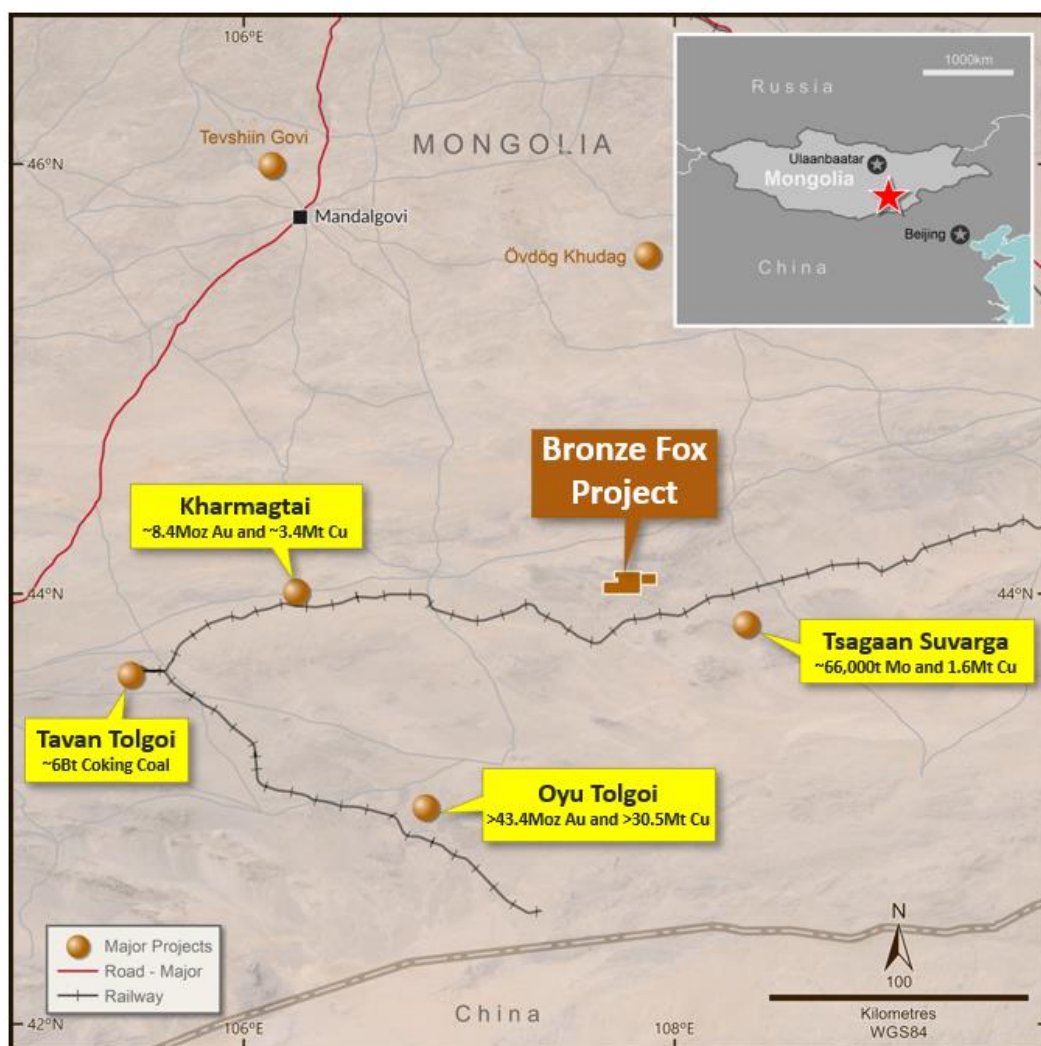 106°E
1000km
Russia
Ulaanbaatar
Mongolia
Beijing
China
Tevshiin Govi
MONGOLIA
46°N
Mandalgovi
Övdög Khudag
Bronze Fox
Project
Kharmagtai
~8.4Moz Au and ~3.4Mt Cu
44°N
44°N
Tsagaan Suvarga
~66,000t Mo and 1.6Mt Cu
Tavan Tolgoi
~6Bt Coking Coal
Oyu Tolgoi
>43.4Moz Au and >30.5Mt Cu
Major Projects
Road - Major
Railway
N
100
Kilometres
WGS84
China
42°N
106°E
108°E